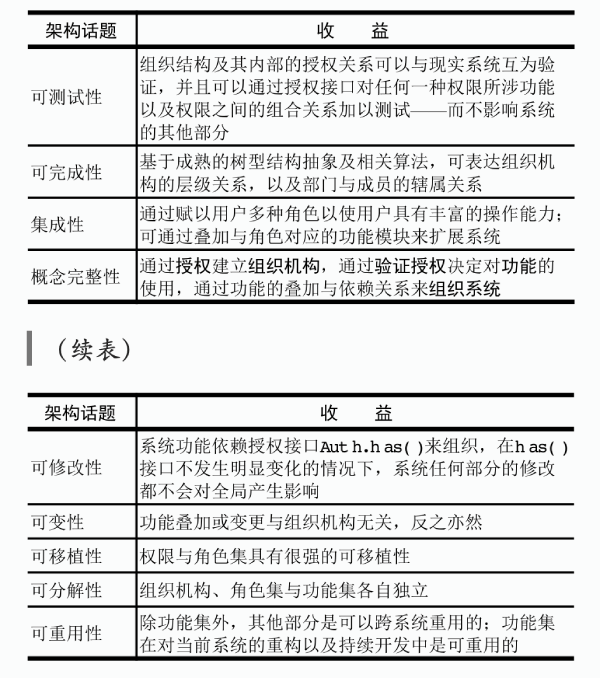 架构话题 收 益
可测试性 组织结构及其内部的授权关系可以与现实系统互为验
证，并且可以通过授权接口对任何一种权限所涉功能
以及权限之间的组合关系加以测试——而不影响系统
的其他部分
可完成性 基于成熟的树型结构抽象及相关算法，可表达组织机
构的层级关系，以及部门与成员的辖属关系
集成性 通过赋以用户多种角色以使用户具有丰富的操作能力；
可通过叠加与角色对应的功能模块来扩展系统
概念完整性 通过授权建立组织机构，通过验证授权决定对功能的
使用，通过功能的叠加与依赖关系来组织系统
（续表）
架构话题 收 益
可修改性 系统功能依赖授权接口Auth.has()来组织，在has()
接口不发生明显变化的情况下，系统任何部分的修改
都不会对全局产生影响
可变性 功能叠加或变更与组织机构无关，反之亦然
可移植性 权限与角色集具有很强的可移植性
可分解性 组织机构、角色集与功能集各自独立
可重用性 除功能集外，其他部分是可以跨系统重用的；功能集
在对当前系统的重构以及持续开发中是可重用的